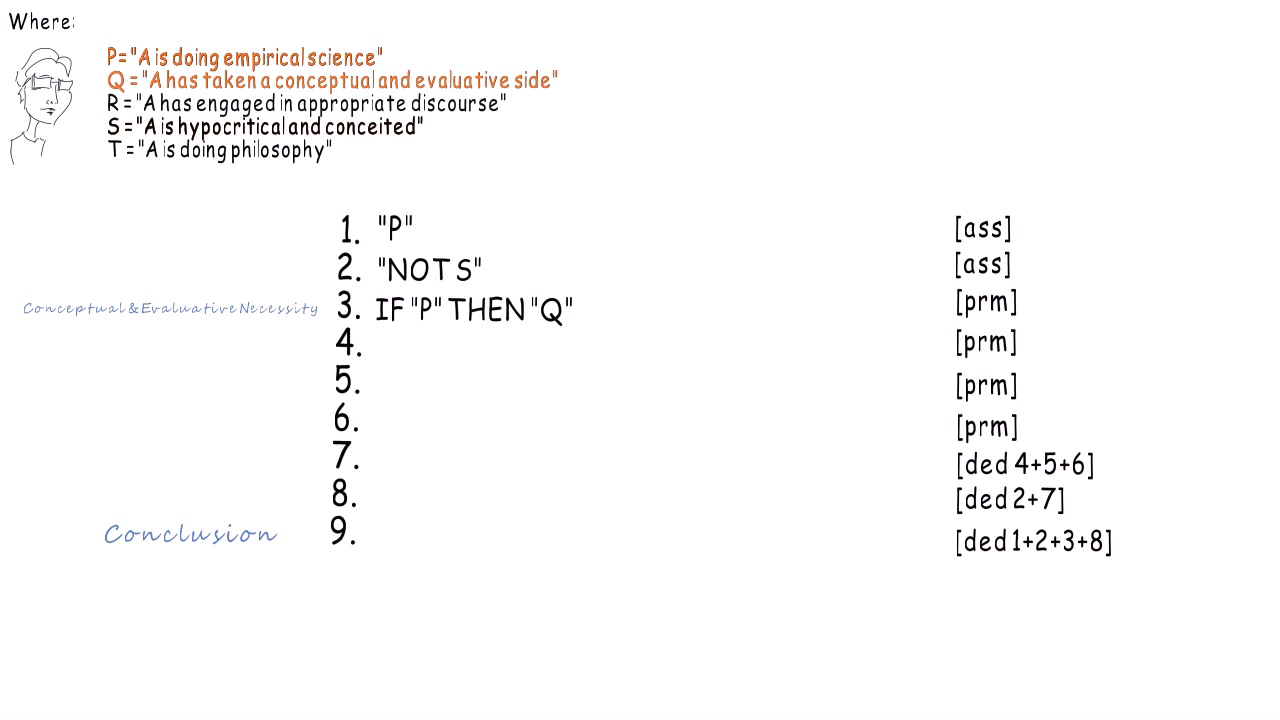 Where:
P="A is doing empirical science"
Q ="A has taken a conceptual and evaluative side"
R ="A has engaged in appropriate discourse"
S ="A is hypocritical and conceited"
T ="A is doing philosophy"
1. "P" [ass]
2. "NOT S" [ass]
Conceptual & Evaluative Necessity 3. IF "P" THEN "Q" [prm]
4. [prm]
5. [prm]
6. [prm]
7. [ded 4+5+6]
8. [ded 2+7]
Conclusion 9. [ded 1+2+3+8]